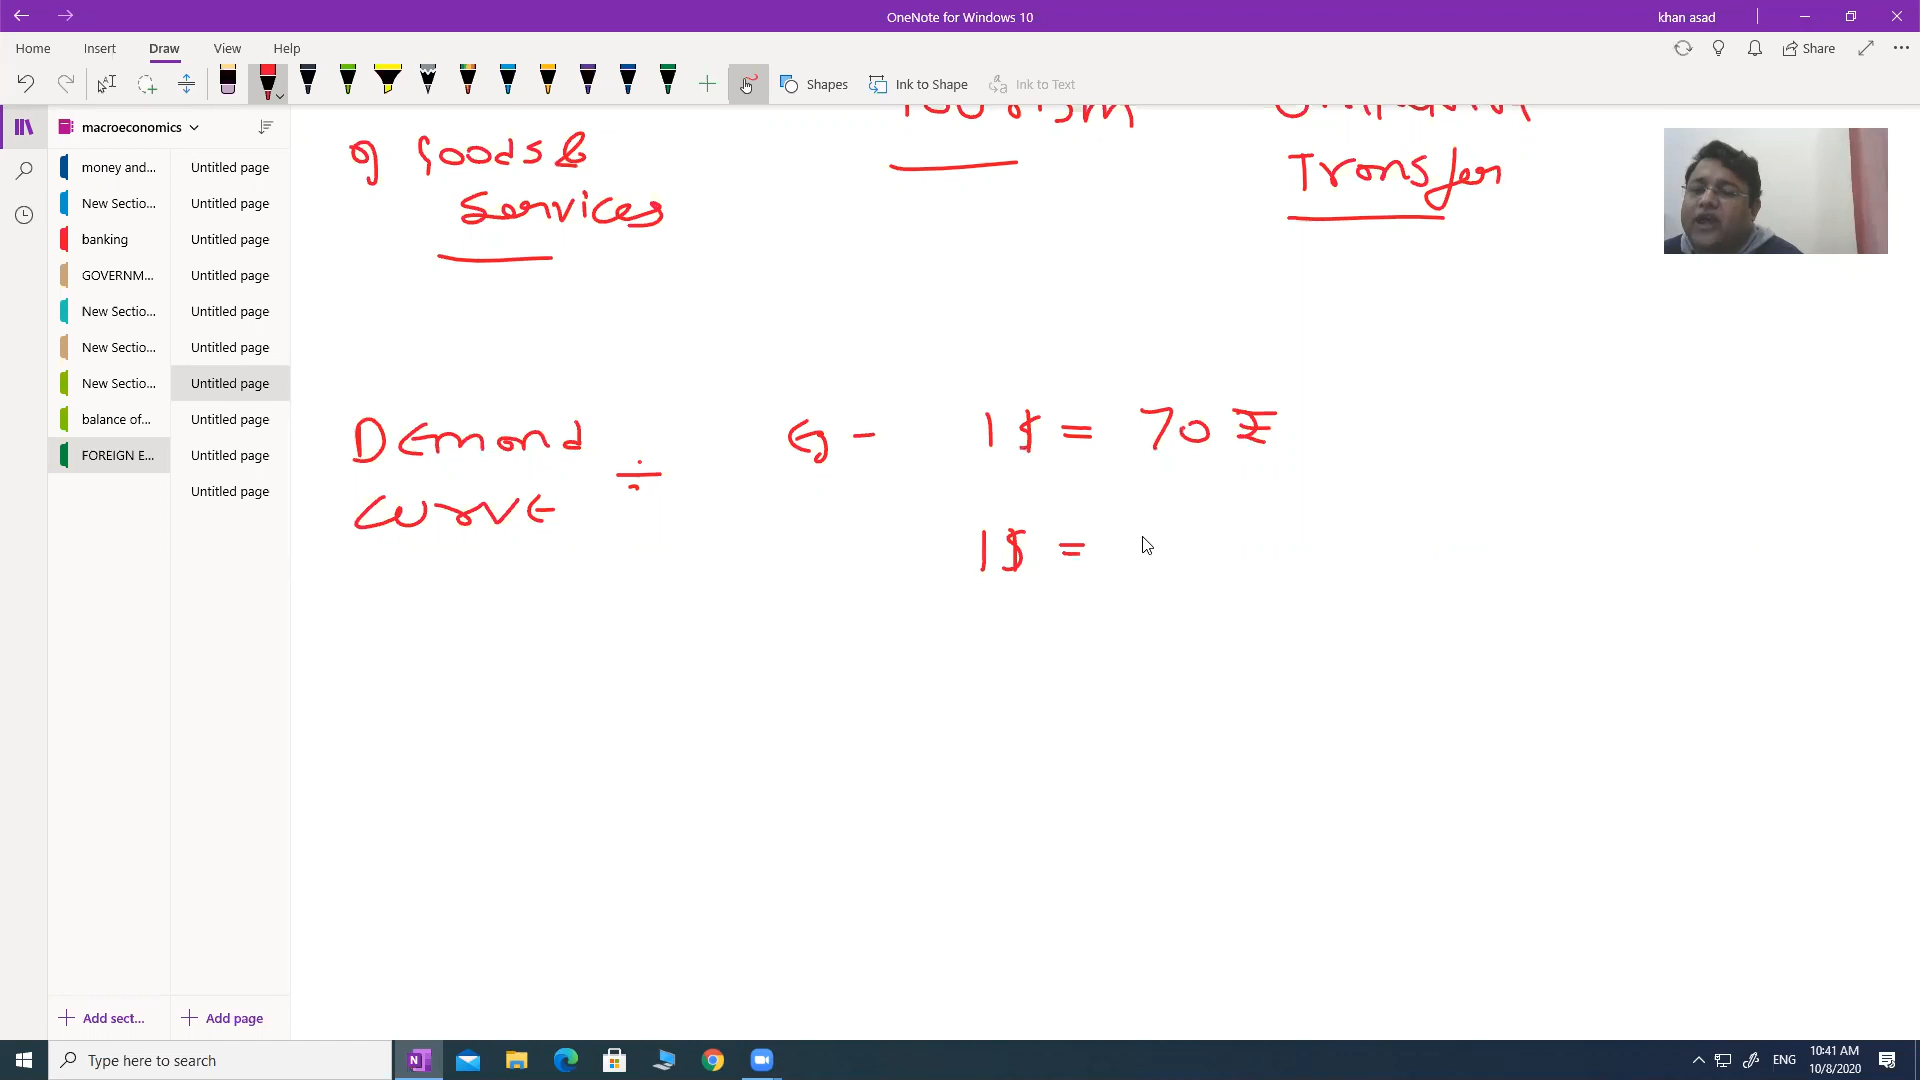 OneNote for Windows 10
khan asad
Home Insert Draw View Help
Share
Shapes
Ink to Shape
Ink to Text
macroeconomics
money and...
New Sectio...
banking
GOVERNM...
New Sectio...
New Sectio...
New Sectio...
balance of...
FOREIGN E...
Untitled page
Untitled page
Untitled page
Untitled page
Untitled page
Untitled page
Untitled page
Untitled page
Untitled page
Untitled page
Add sect...
Add page
of Goods &
Services
Tourism
Transfer
Demand
curve
Eg - 1 $ = 70 ₹
1 $ =
Type here to search
ENG
10:41 AM
10/8/2020